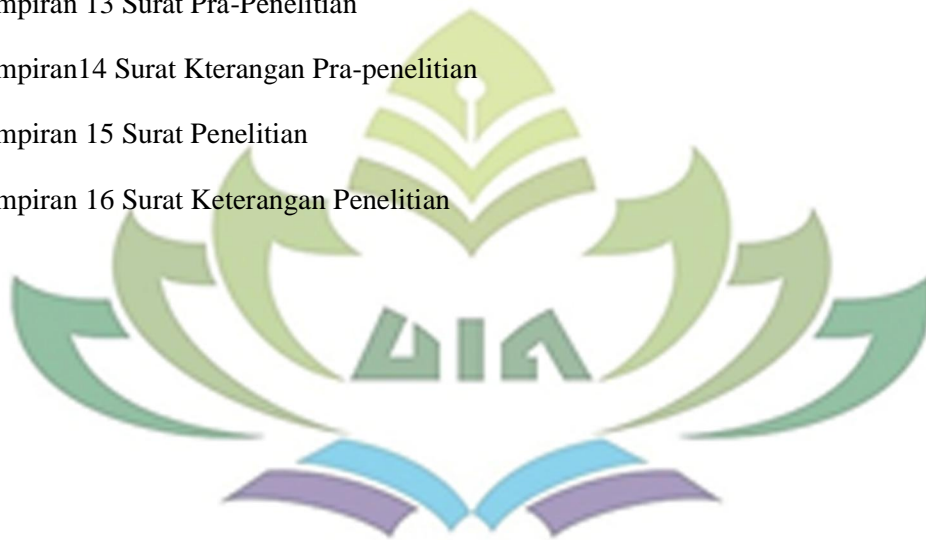 mpiran 13 Surat Pra-Penelitian
mpiran14 Surat Kterangan Pra-penelitian
mpiran 15 Surat Penelitian
mpiran 16 Surat Keterangan Penelitian
UIN